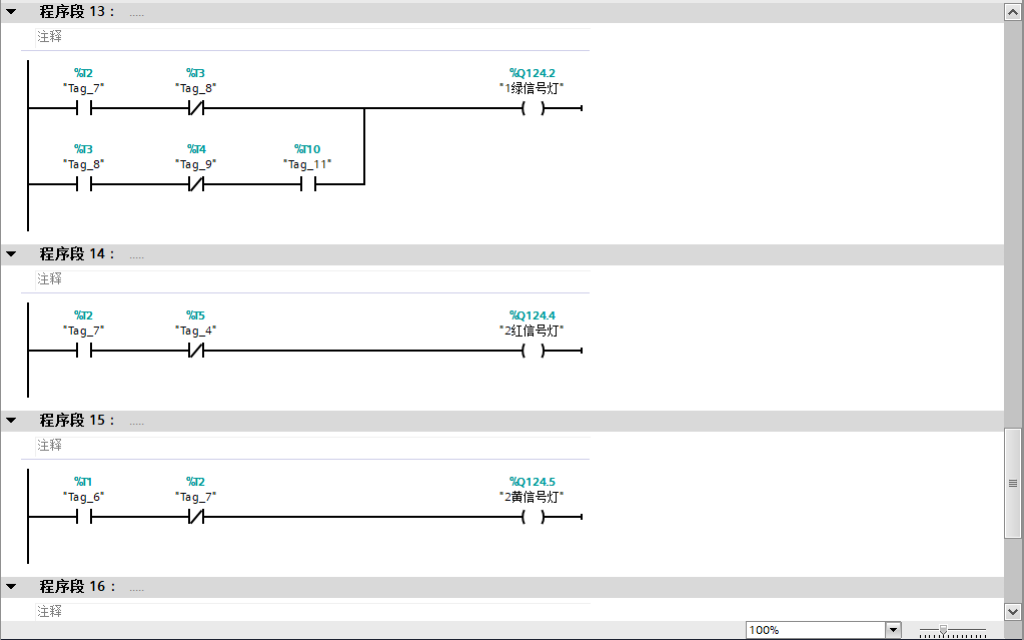 程序段 13： .....
注释
%T2 %T3 %Q124.2
"Tag_7" "Tag_8" "1绿信号灯"
%T3 %T4 %T10
"Tag_8" "Tag_9" "Tag_11"
程序段 14： .....
注释
%T2 %T5 %Q124.4
"Tag_7" "Tag_4" "2红信号灯"
程序段 15： .....
注释
%T1 %T2 %Q124.5
"Tag_6" "Tag_7" "2黄信号灯"
程序段 16： .....
注释
100%